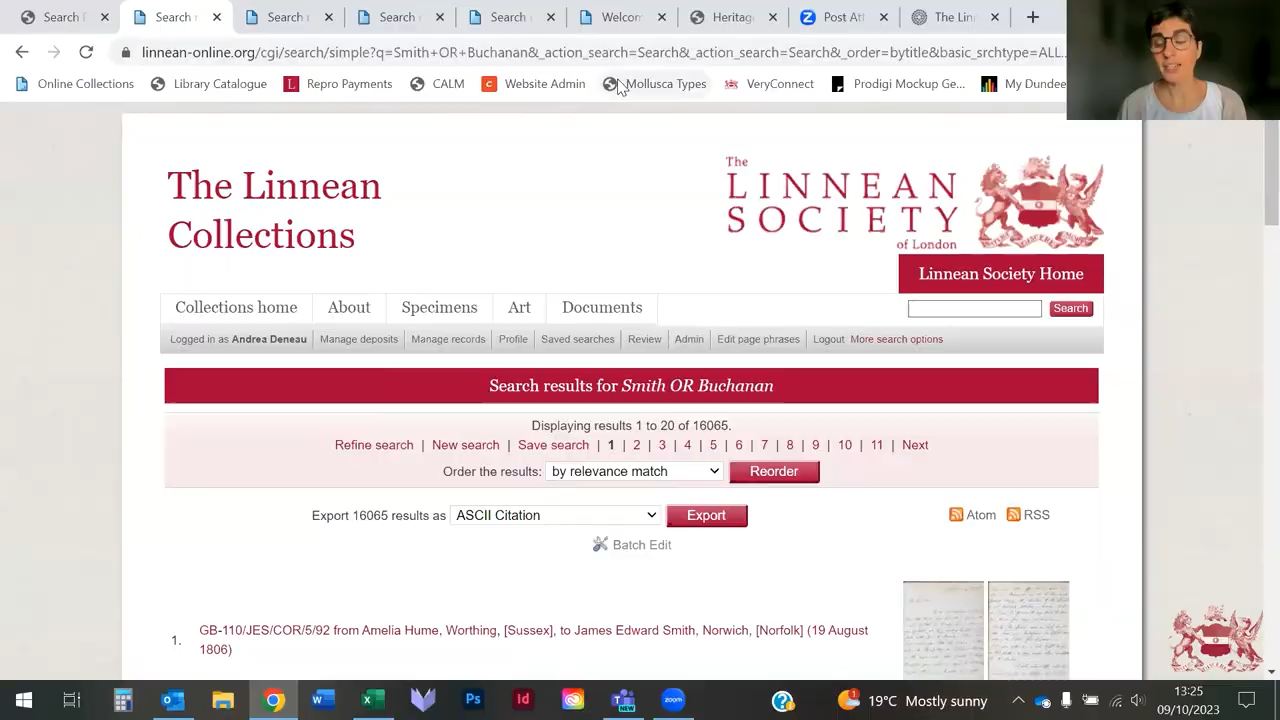 Search F
Search r
Search r
Search r
Search r
Welcom
Heritag
Post Att
The Lin
linnean-online.org/cgi/search/simple?q=Smith+OR+Buchanan&_action_search=Search&_action_search=Search&_order=bytitle&basic_srchtype=ALL...
Online Collections
Library Catalogue
Repro Payments
CALM
Website Admin
Mollusca Types
VeryConnect
Prodigi Mockup Ge...
My Dundee
The Linnean
Collections
The
LINNEAN
SOCIETY
of London
Linnean Society Home
Collections home About Specimens Art Documents
Search
Logged in as Andrea Deneau Manage deposits Manage records Profile Saved searches Review Admin Edit page phrases Logout More search options
Search results for Smith OR Buchanan
Displaying results 1 to 20 of 16065.
Refine search | New search | Save search | 1 | 2 | 3 | 4 | 5 | 6 | 7 | 8 | 9 | 10 | 11 | Next
Order the results: by relevance match Reorder
Export 16065 results as ASCII Citation Export
Atom RSS
Batch Edit
1. GB-110/JES/COR/5/92 from Amelia Hume, Worthing, [Sussex], to James Edward Smith, Norwich, [Norfolk] (19 August
1806)
19°C Mostly sunny
13:25
09/10/2023